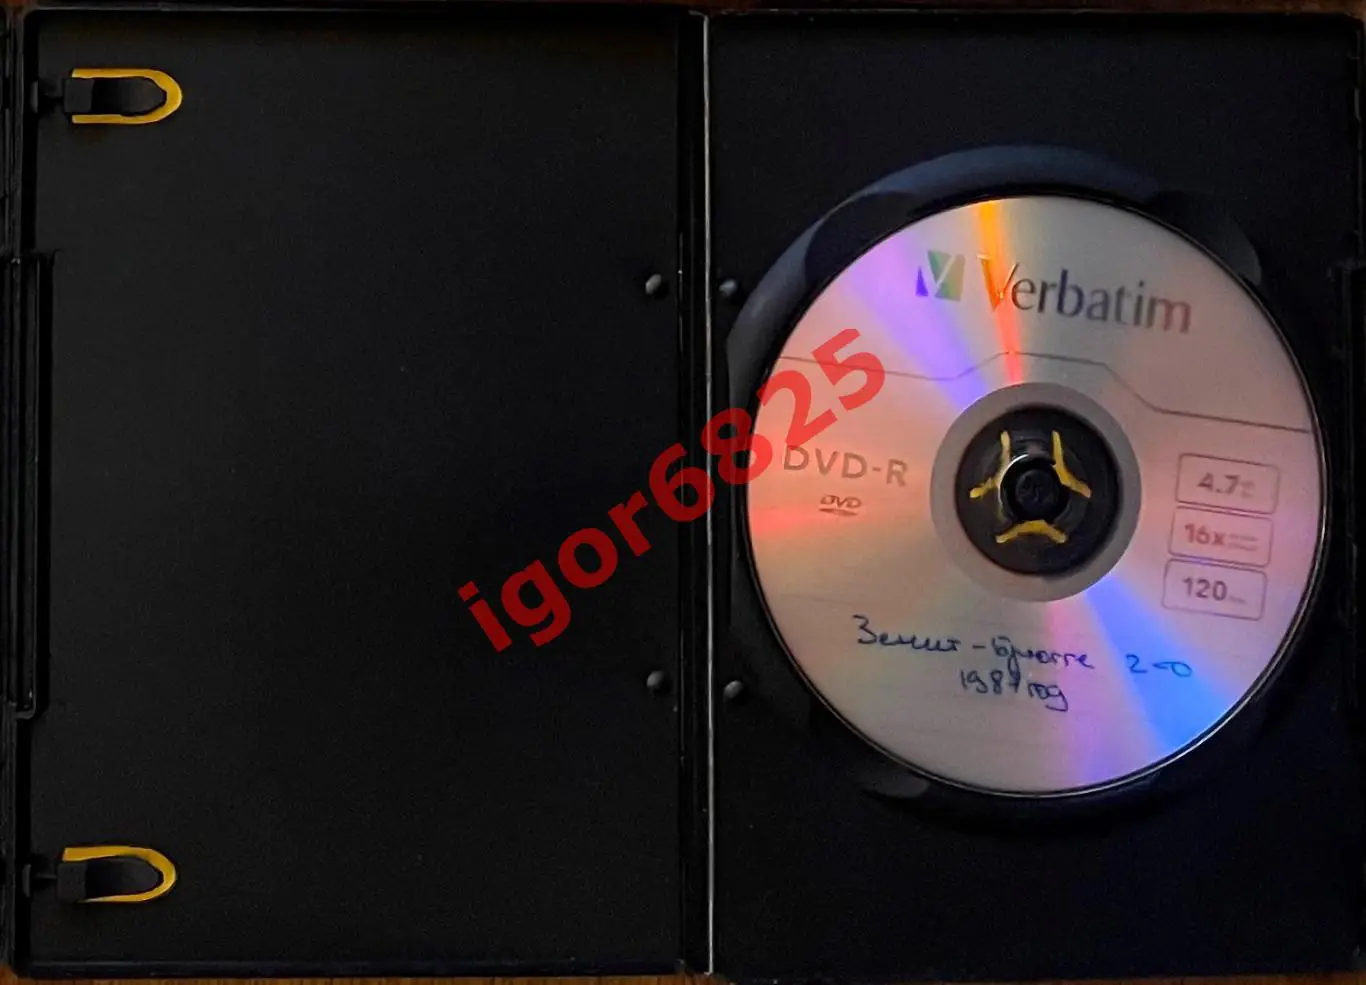 Verbatim
DVD-R
DVD
4.7
16x
120
Зенит - Брюгге 2-0
1987 год
igor6825